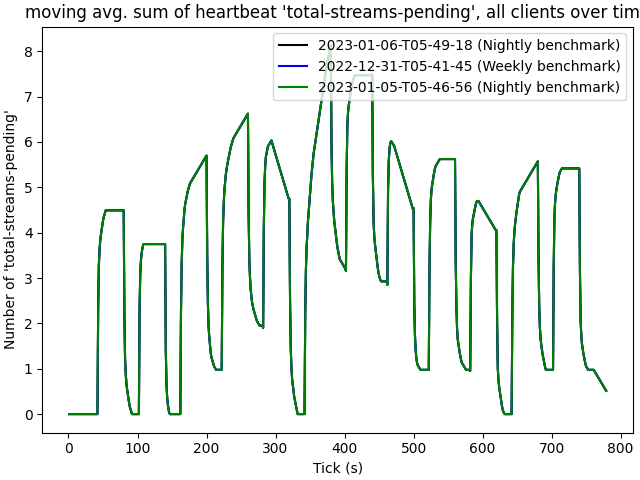 moving avg. sum of heartbeat 'total-streams-pending', all clients over tim
2023-01-06-T05-49-18 (Nightly benchmark)
2022-12-31-T05-41-45 (Weekly benchmark)
2023-01-05-T05-46-56 (Nightly benchmark)
Number of 'total-streams-pending'
8
7
6
5
4
3
2
1
0
0 100 200 300 400 500 600 700 800
Tick (s)